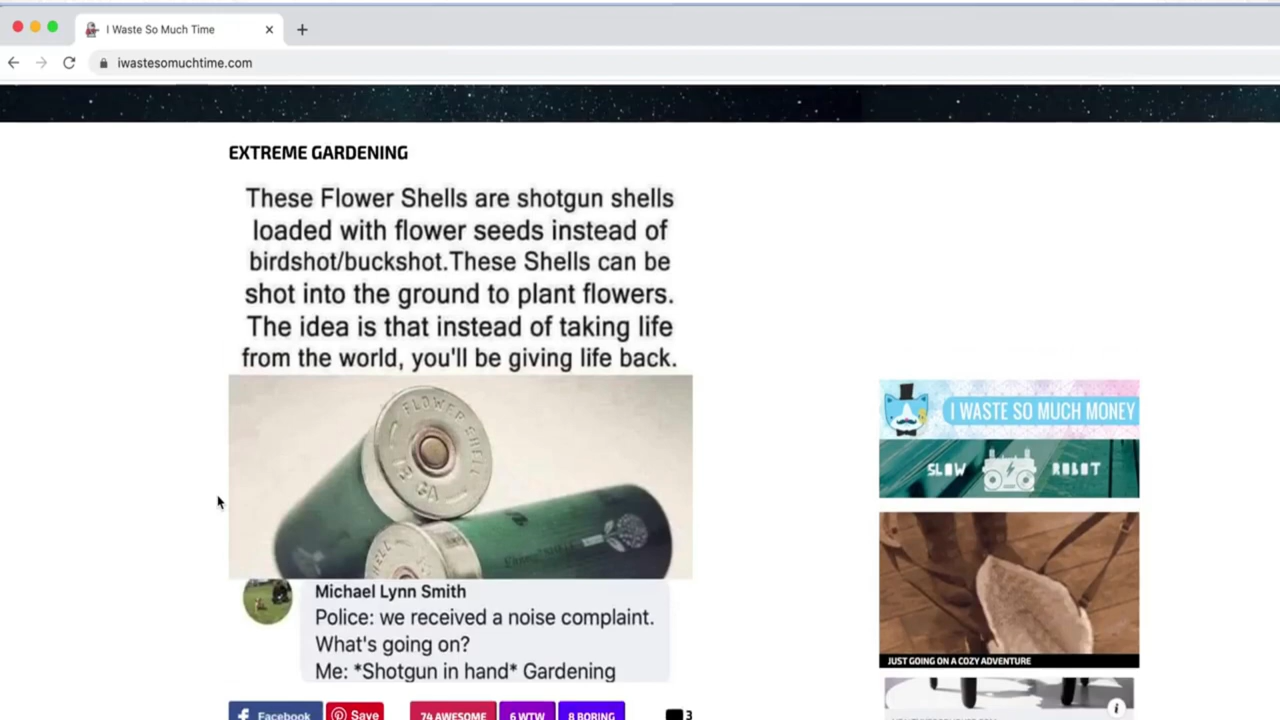 I Waste So Much Time
iwastesomuchtime.com
EXTREME GARDENING
These Flower Shells are shotgun shells
loaded with flower seeds instead of
birdshot/buckshot.These Shells can be
shot into the ground to plant flowers.
The idea is that instead of taking life
from the world, you'll be giving life back.
FLOWER SHELL
12 GA
Michael Lynn Smith
Police: we received a noise complaint.
What's going on?
Me: *Shotgun in hand* Gardening
Facebook
Save
74 AWESOME
6 WTW
8 BORING
3
I WASTE SO MUCH MONEY
SLOW ROBOT
JUST GOING ON A COZY ADVENTURE